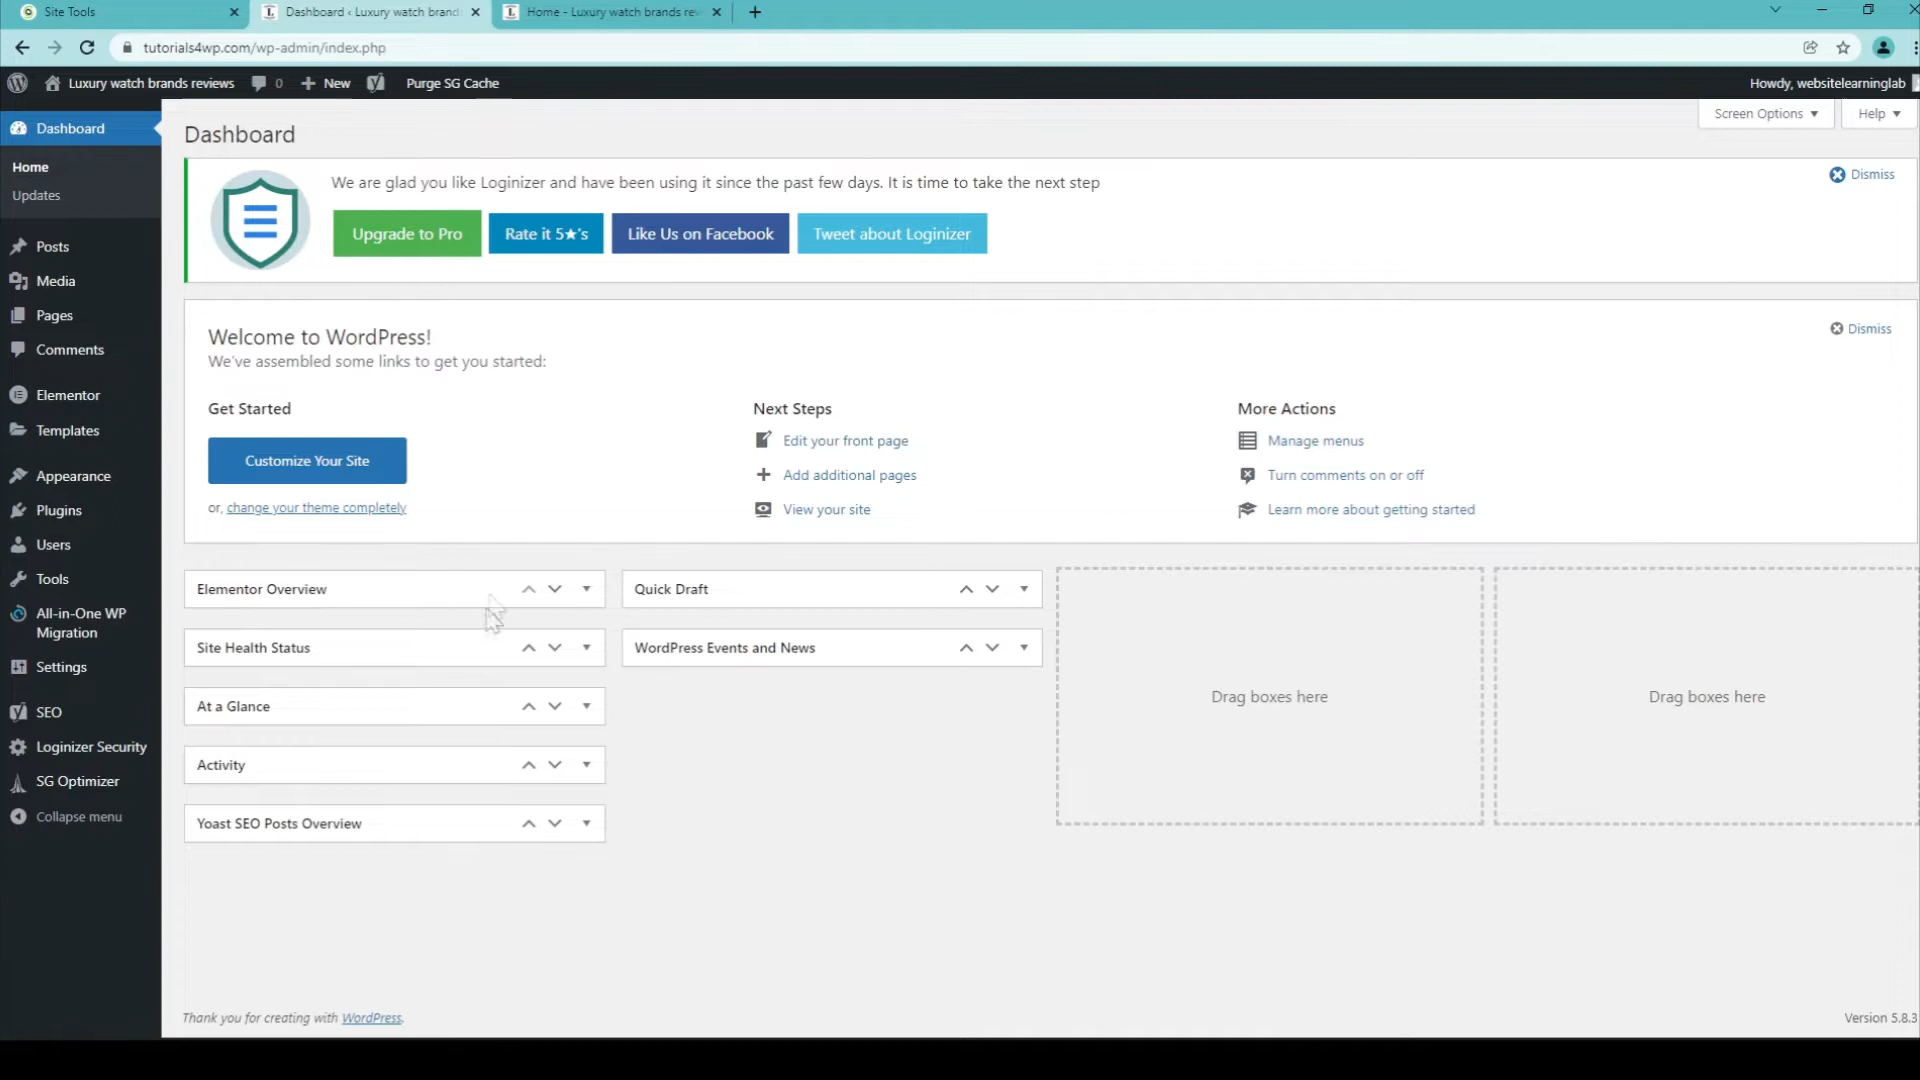 Site Tools
Dashboard ‹ Luxury watch brand
Home - Luxury watch brands re
tutorials4wp.com/wp-admin/index.php
Luxury watch brands reviews
0
New
Purge SG Cache
Howdy, websitelearninglab
Dashboard
Home
Updates
Posts
Media
Pages
Comments
Elementor
Templates
Appearance
Plugins
Users
Tools
All-in-One WP
Migration
Settings
SEO
Loginizer Security
SG Optimizer
Collapse menu
Screen Options
Help
Dashboard
We are glad you like Loginizer and have been using it since the past few days. It is time to take the next step
Dismiss
Upgrade to Pro
Rate it 5★'s
Like Us on Facebook
Tweet about Loginizer
Welcome to WordPress!
We've assembled some links to get you started:
Dismiss
Get Started
Customize Your Site
or, change your theme completely
Next Steps
Edit your front page
Add additional pages
View your site
More Actions
Manage menus
Turn comments on or off
Learn more about getting started
Elementor Overview
Site Health Status
At a Glance
Activity
Yoast SEO Posts Overview
Quick Draft
WordPress Events and News
Drag boxes here
Drag boxes here
Thank you for creating with WordPress.
Version 5.8.3